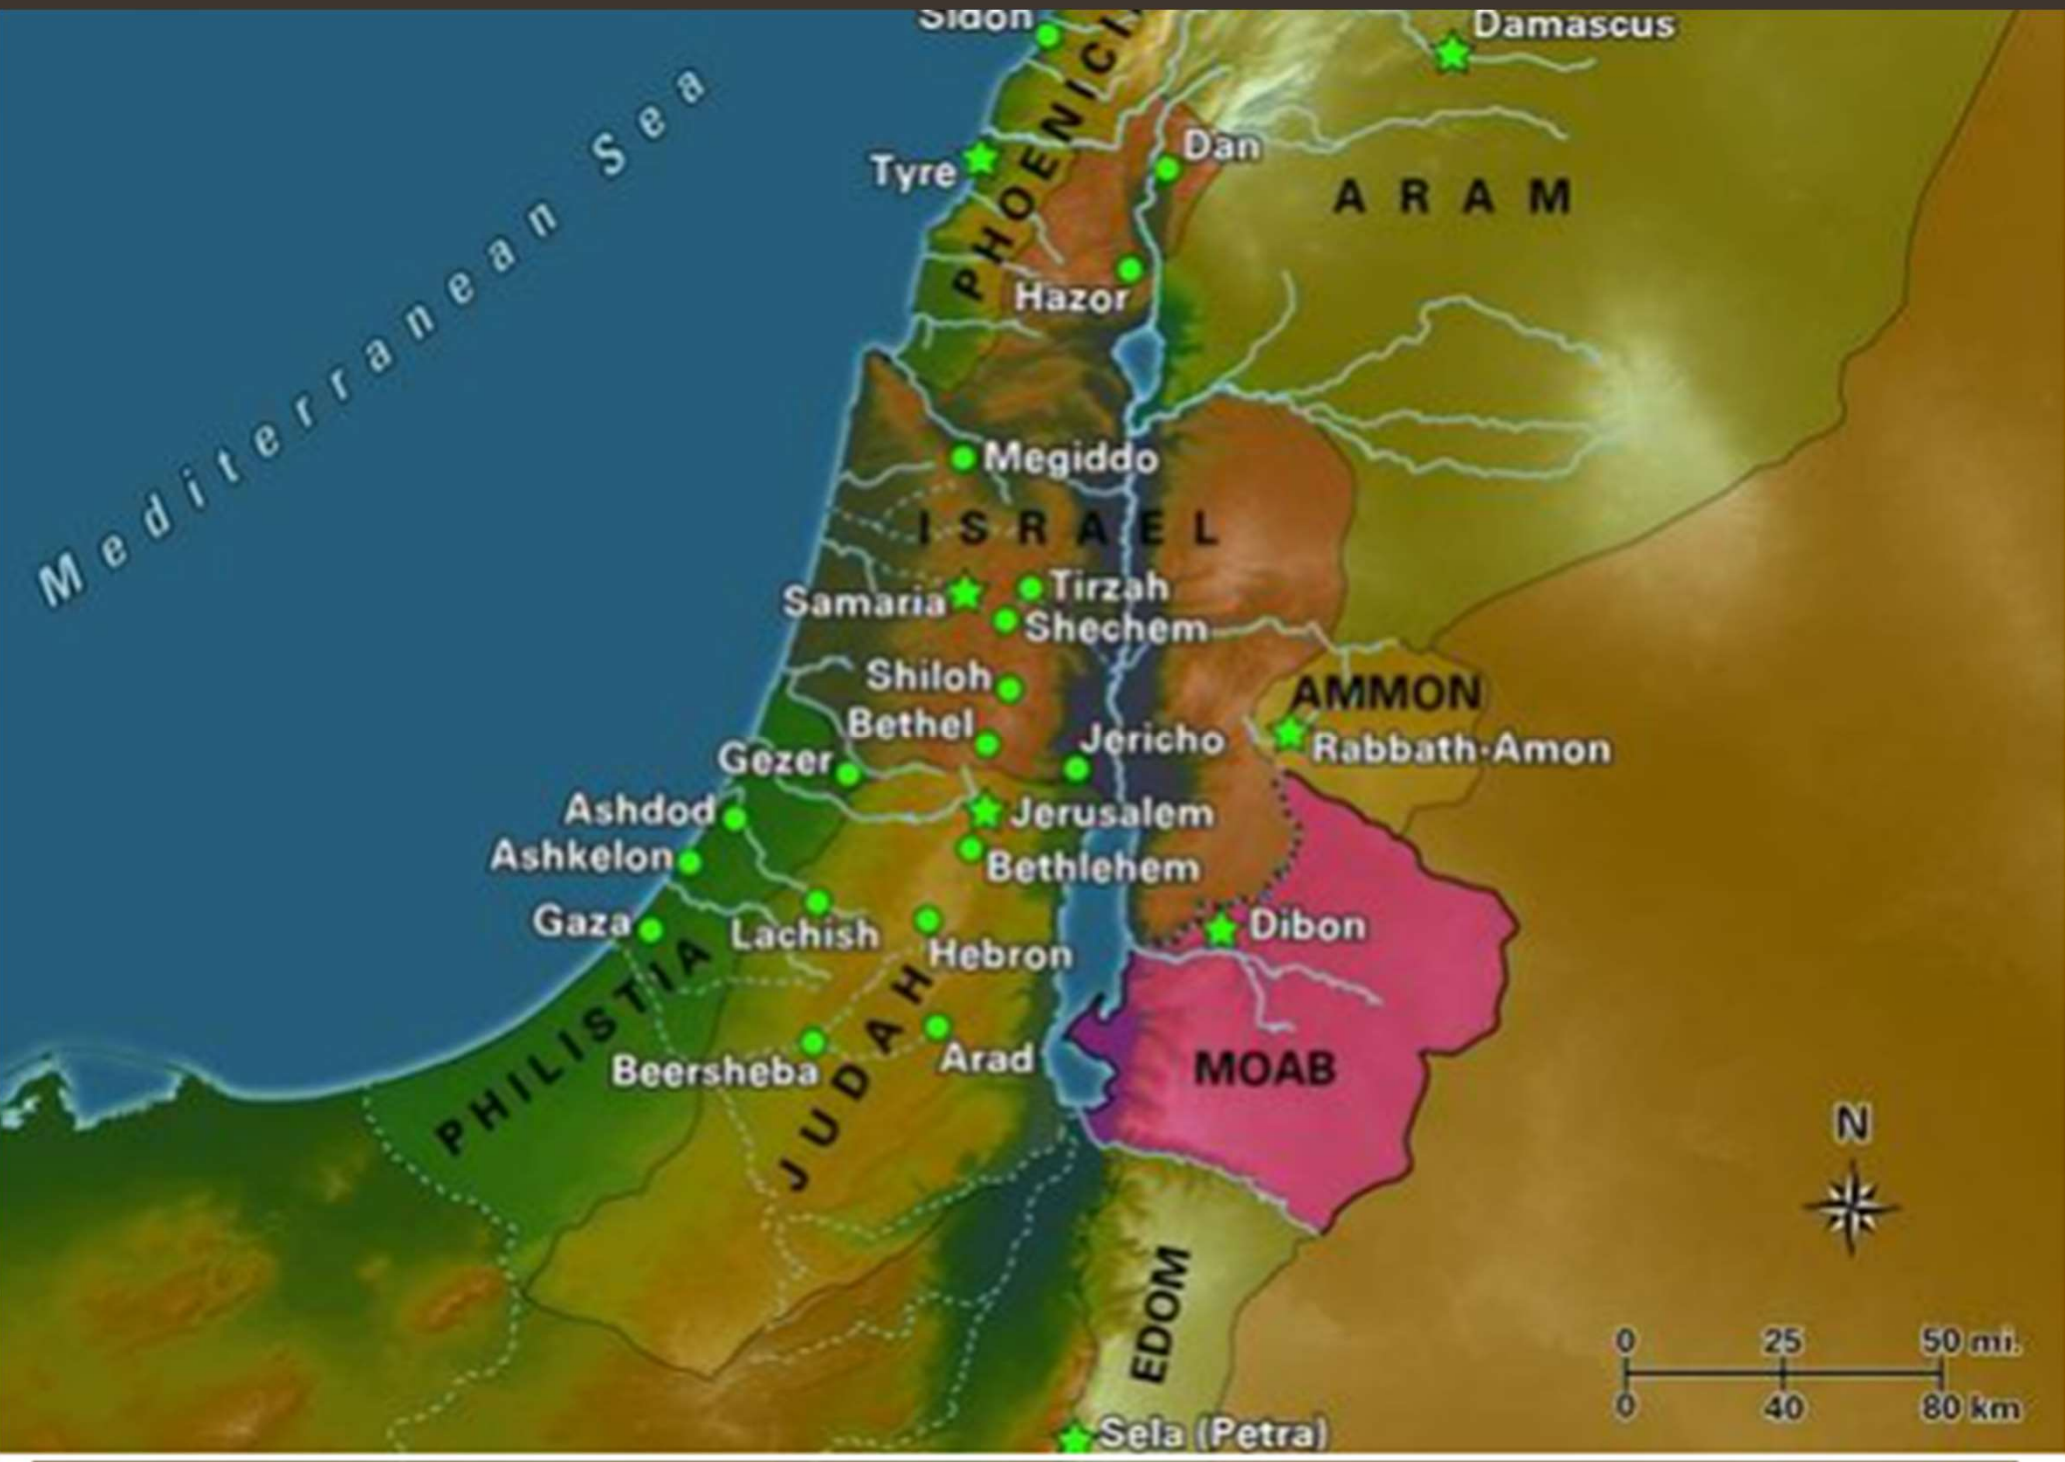 Sidon
Damascus
PHOENICI
Tyre
Dan
ARAM
Mediterranean Sea
Hazor
Megiddo
ISRAEL
Tirzah
Samaria
Shechem
Shiloh
AMMON
Bethel
Jericho
Rabbath-Amon
Gezer
Ashdod
Jerusalem
Ashkelon
Bethlehem
Gaza
Lachish
Dibon
Hebron
PHILISTIA
JUDAH
Beersheba
Arad
MOAB
N
EDOM
0 25 50 mi.
0 40 80 km
Sela (Petra)